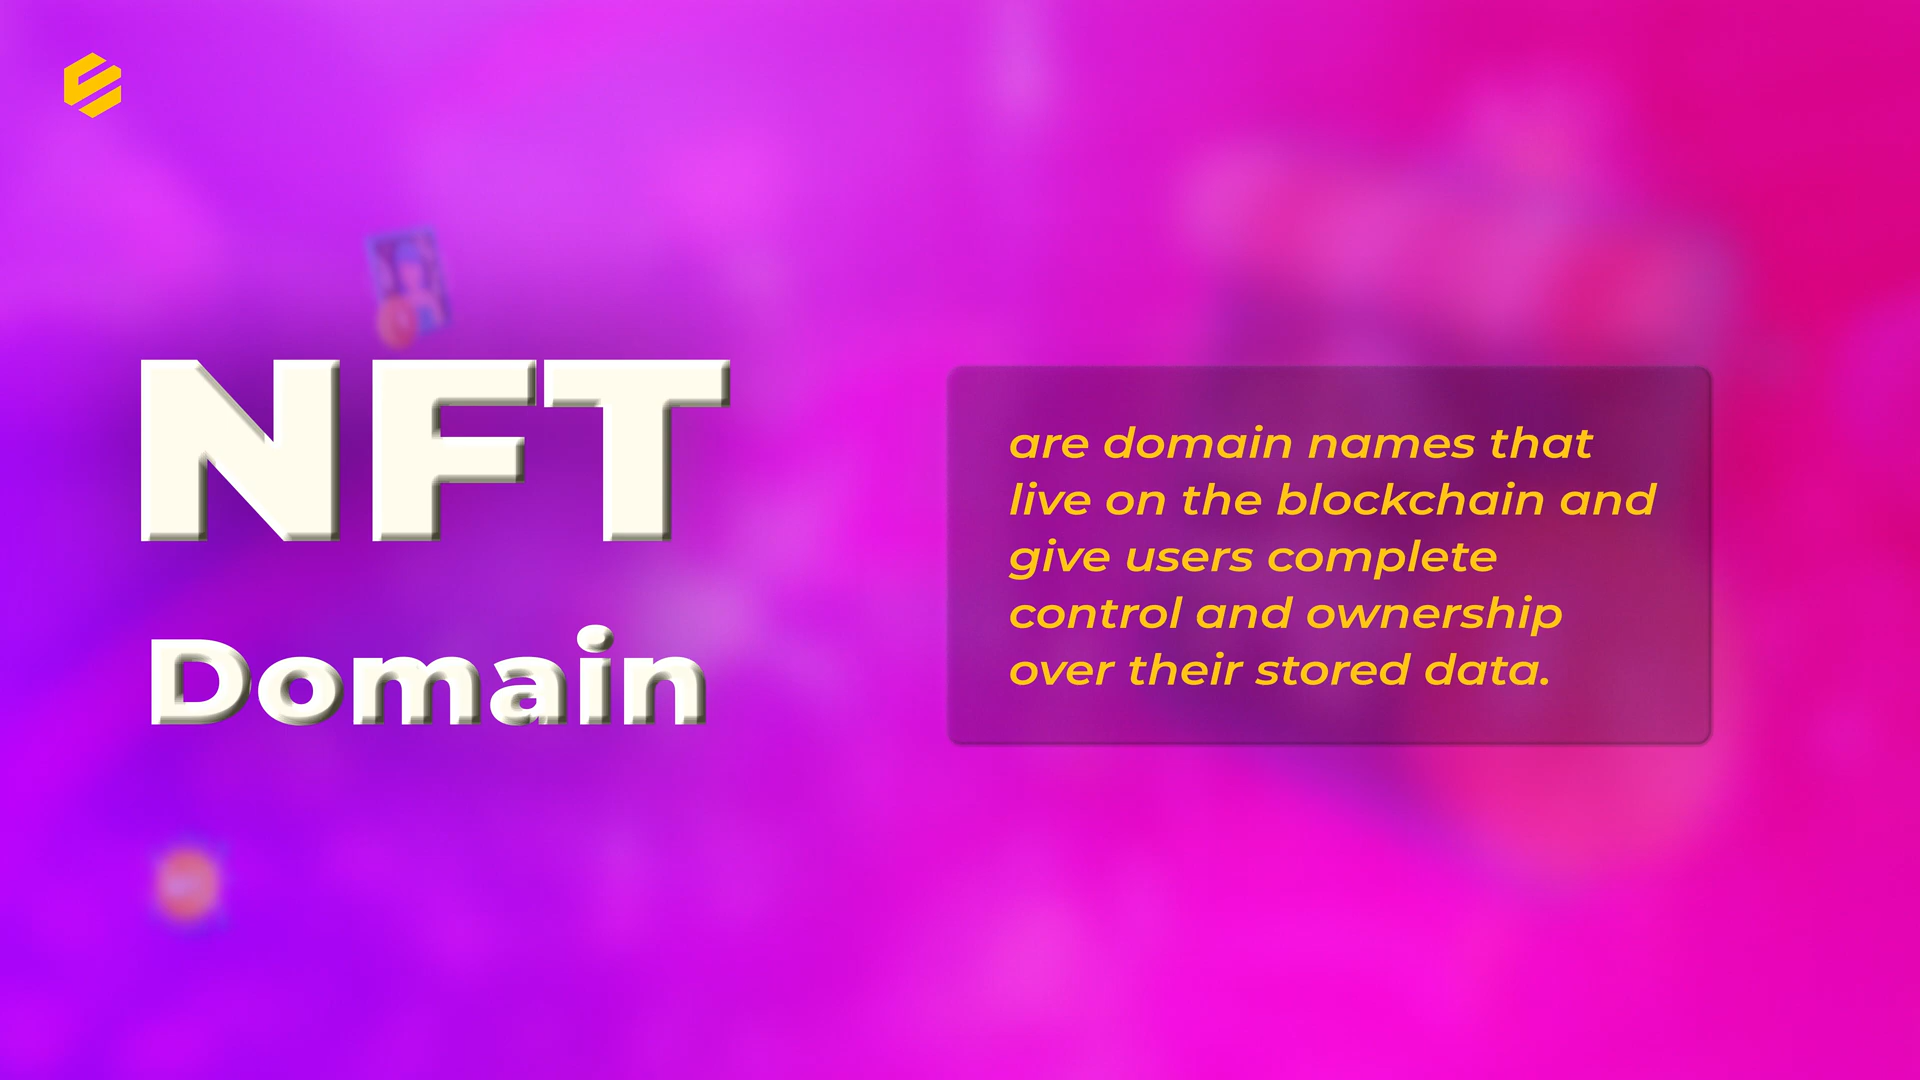 NFT
Domain
are domain names that
live on the blockchain and
give users complete
control and ownership
over their stored data.